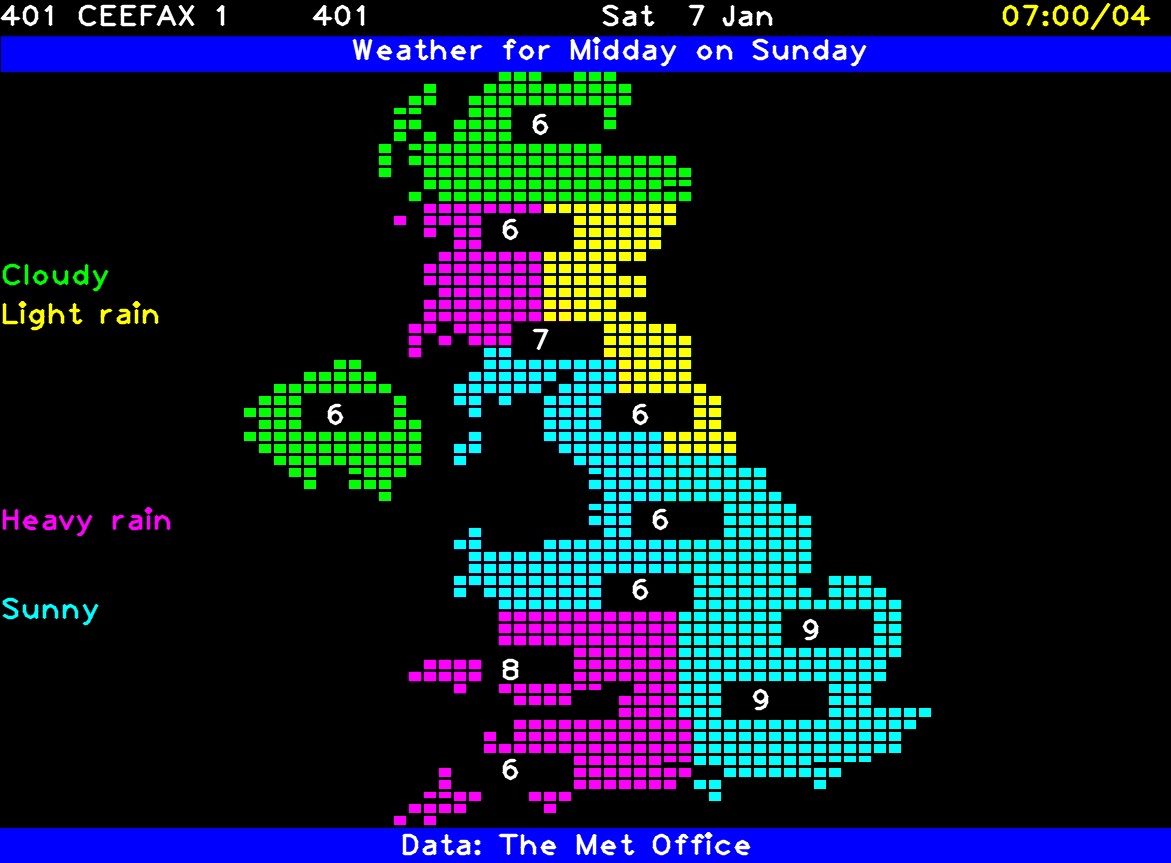 401 CEEFAX 1 401 Sat 7 Jan 07:00/04
Weather for Midday on Sunday
6
6
Cloudy
Light rain
7
6 6
Heavy rain 6
6
Sunny
9
8
9
6
Data: The Met Office